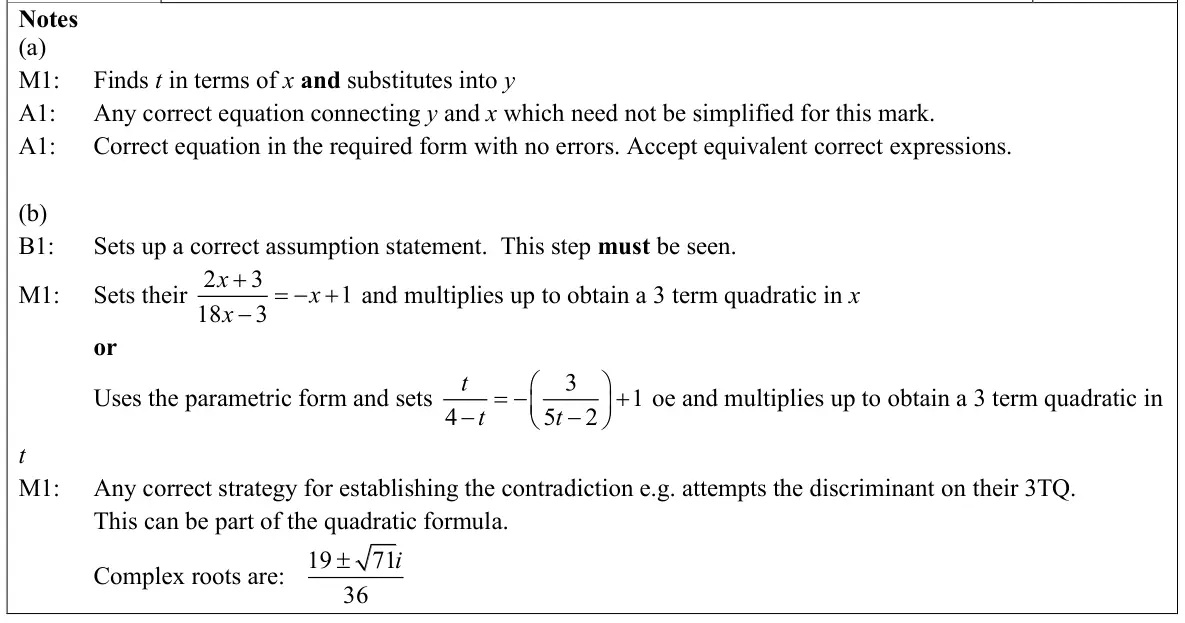 Notes
(a)
M1: Finds t in terms of x and substitutes into y
A1: Any correct equation connecting y and x which need not be simplified for this mark.
A1: Correct equation in the required form with no errors. Accept equivalent correct expressions.
(b)
B1: Sets up a correct assumption statement. This step must be seen.
M1: Sets their (2x + 3)/(18x − 3) = −x + 1 and multiplies up to obtain a 3 term quadratic in x
or
Uses the parametric form and sets t/(4 − t) = −(3/(5t − 2)) + 1 oe and multiplies up to obtain a 3 term quadratic in
t
M1: Any correct strategy for establishing the contradiction e.g. attempts the discriminant on their 3TQ.
This can be part of the quadratic formula.
Complex roots are: (19 ± √71i)/36